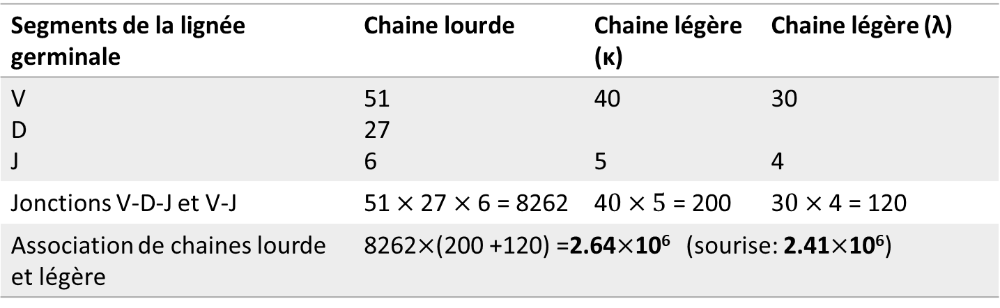 Segments de la lignée germinale Chaine lourde Chaine légère (κ) Chaine légère (λ)
V 51 40 30
D 27
J 6 5 4
Jonctions V-D-J et V-J 51 × 27 × 6 = 8262 40 × 5 = 200 30 × 4 = 120
Association de chaines lourde et légère 8262×(200 +120) =2.64×10⁶ (sourise: 2.41×10⁶)